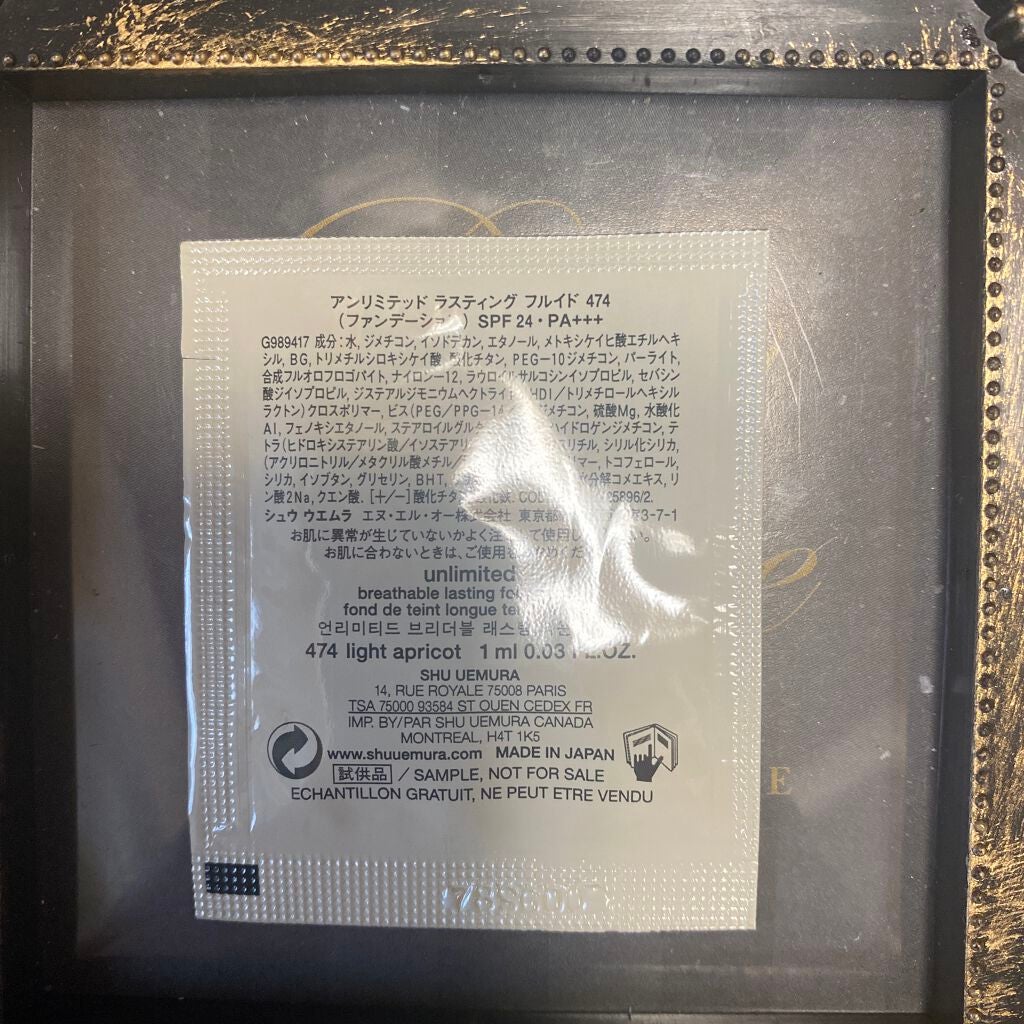 アンリミテッド ラスティング フルイド 474
（ファンデーション） SPF 24・PA+++
G989417 成分：水, ジメチコン, イソドデカン, エタノール, メトキシケイヒ酸エチルヘキ
シル, BG, トリメチルシロキシケイ酸, 酸化チタン, PEG－10ジメチコン, パーライト,
合成フルオロフロゴパイト, ナイロン－12, ラウロイルサルコシンイソプロピル, セバシン
酸ジイソプロピル, ジステアルジモニウムヘクトライト, HDI／トリメチロールヘキシル
ラクトン）クロスポリマー, ビス（PEG／PPG－14 ジメチコン, 硫酸Mg, 水酸化
Al, フェノキシエタノール, ステアロイルグル ハイドロゲンジメチコン, テ
トラ（ヒドロキシステアリン酸／イソステアリ スリチル, シリル化シリカ,
（アクリロニトリル／メタクリル酸メチル／ マー, トコフェロール,
シリカ, イソブタン, グリセリン, BHT, 分解コメエキス, リ
ン酸2Na, クエン酸. [+/－] 酸化チタン 酸化鉄. COD 25896/2.
シュウ ウエムラ エヌ・エル・オー株式会社 東京都 3-7-1
お肌に異常が生じていないかよく注 て使用し い。
お肌に合わないときは、ご使用を
unlimited
breathable lasting
fond de teint longue
언리미티드 브리더블 래스팅
474 light apricot 1 ml 0.03 FL.OZ.
SHU UEMURA
14, RUE ROYALE 75008 PARIS
TSA 75000 93584 ST OUEN CEDEX FR
IMP. BY/PAR SHU UEMURA CANADA
MONTREAL, H4T 1K5
www.shuuemura.com MADE IN JAPAN
試供品 / SAMPLE, NOT FOR SALE
ECHANTILLON GRATUIT, NE PEUT ETRE VENDU
E